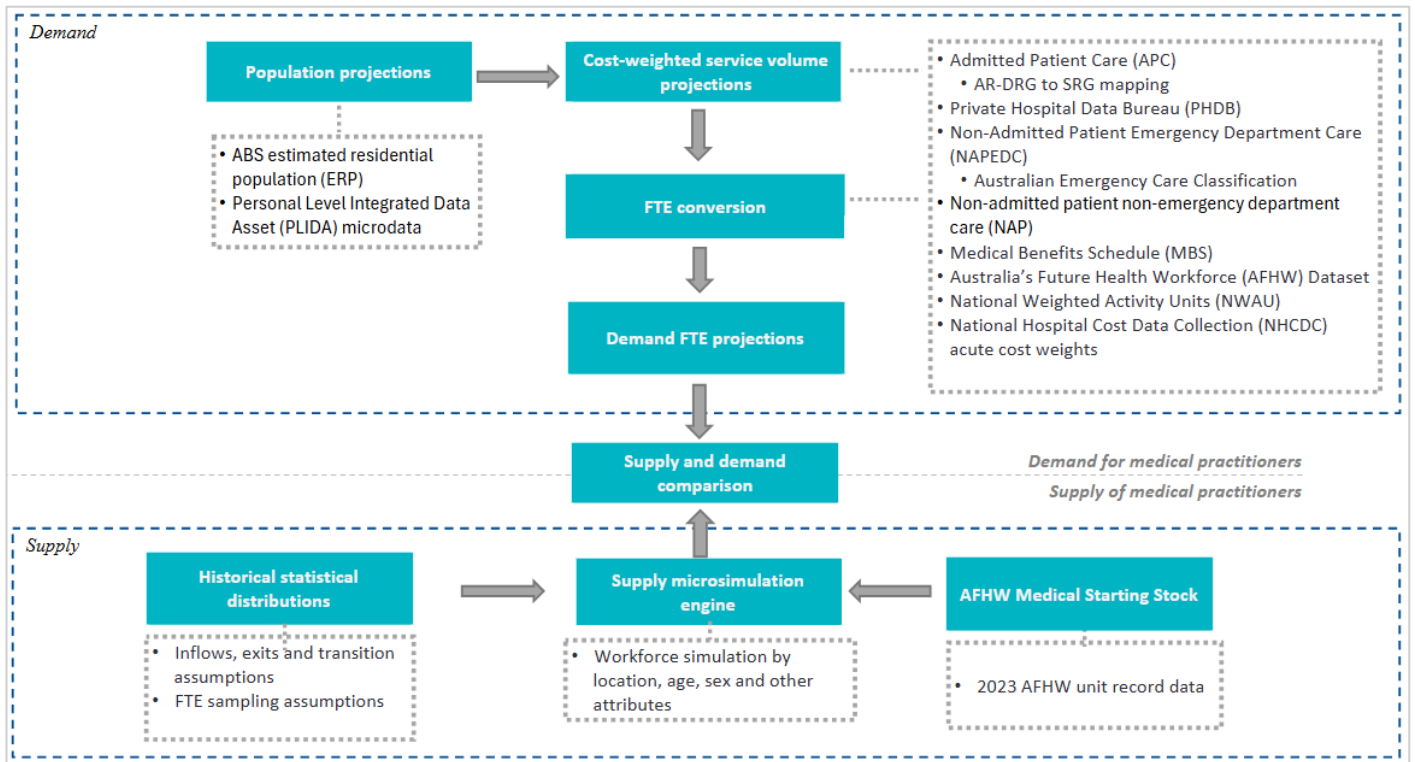 Demand
Population projections
Cost-weighted service volume
projections
• Admitted Patient Care (APC)
• AR-DRG to SRG mapping
• Private Hospital Data Bureau (PHDB)
• Non-Admitted Patient Emergency Department Care
(NAPEDC)
• Australian Emergency Care Classification
• Non-admitted patient non-emergency department
care (NAP)
• Medical Benefits Schedule (MBS)
• Australia’s Future Health Workforce (AFHW) Dataset
• National Weighted Activity Units (NWAU)
• National Hospital Cost Data Collection (NHCDC)
acute cost weights
• ABS estimated residential
population (ERP)
• Personal Level Integrated Data
Asset (PLIDA) microdata
FTE conversion
Demand FTE projections
Supply and demand
comparison
Demand for medical practitioners
Supply of medical practitioners
Supply
Historical statistical
distributions
Supply microsimulation
engine
AFHW Medical Starting Stock
• Inflows, exits and transition
assumptions
• FTE sampling assumptions
• Workforce simulation by
location, age, sex and other
attributes
• 2023 AFHW unit record data